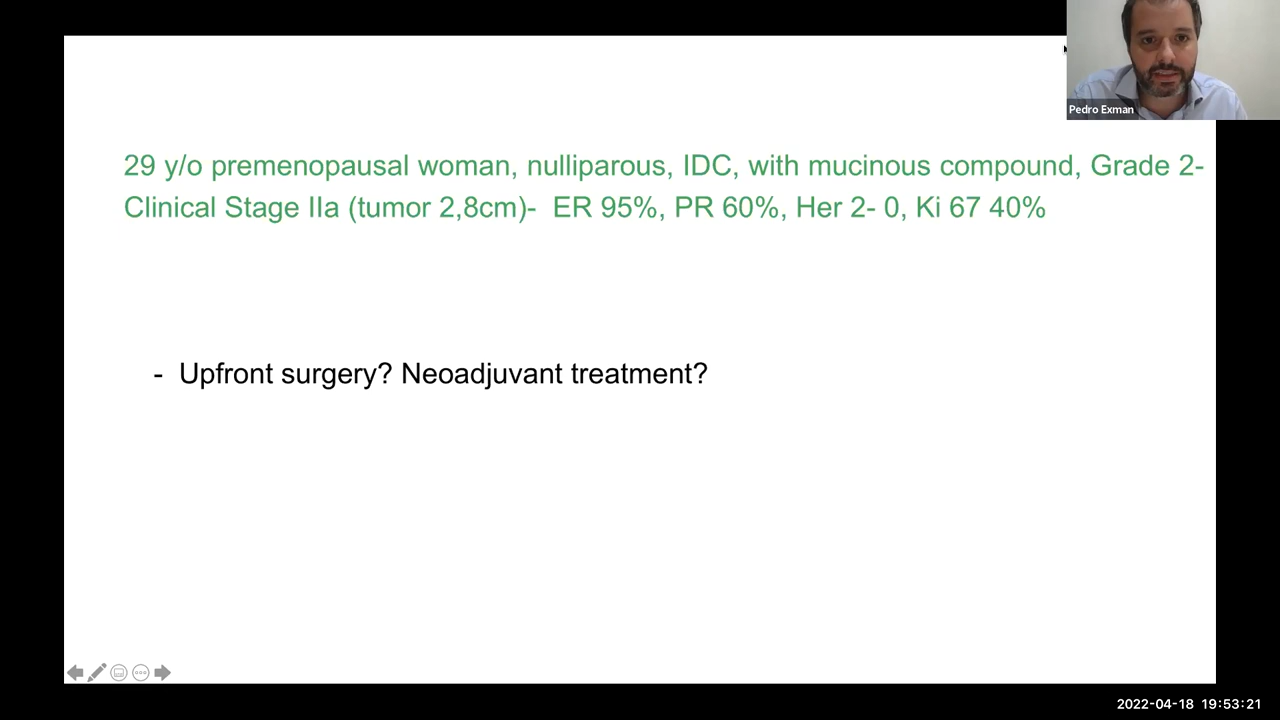 Pedro Exman
29 y/o premenopausal woman, nulliparous, IDC, with mucinous compound, Grade 2-
Clinical Stage IIa (tumor 2,8cm)- ER 95%, PR 60%, Her 2- 0, Ki 67 40%
- Upfront surgery? Neoadjuvant treatment?
2022-04-18 19:53:21